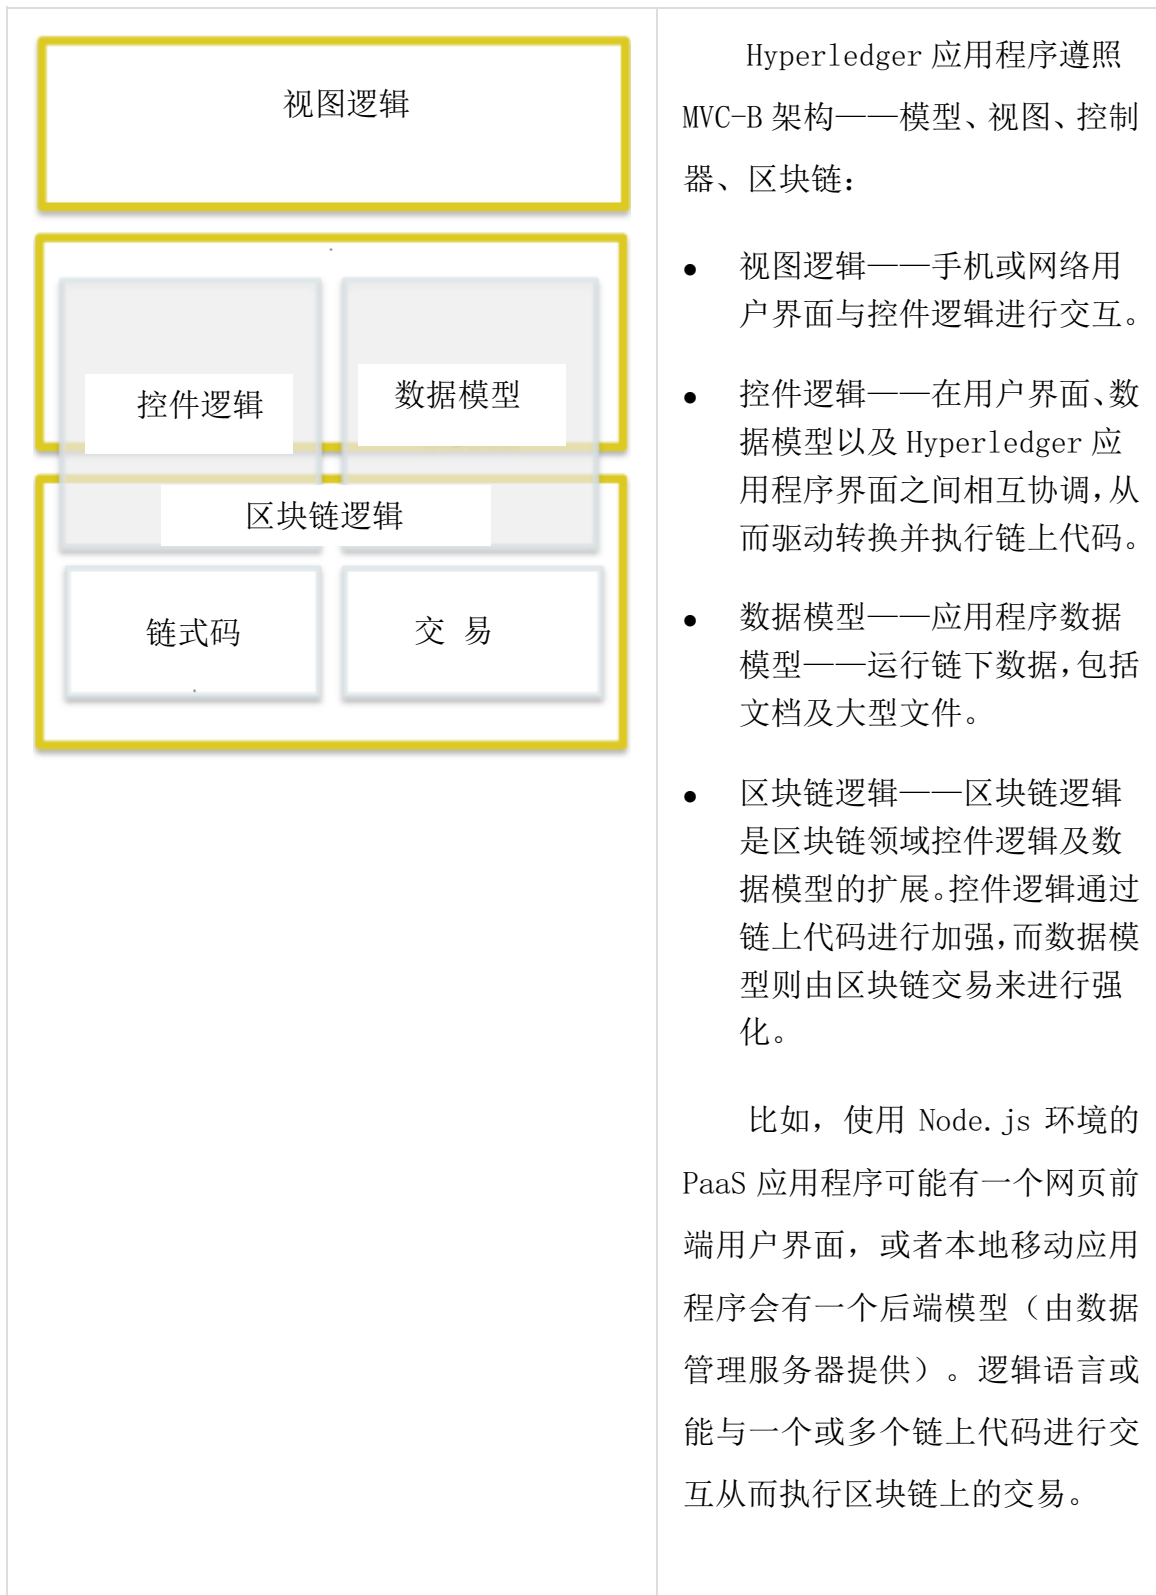 视图逻辑
控件逻辑
数据模型
区块链逻辑
链式码
交 易
Hyperledger 应用程序遵照
MVC-B 架构——模型、视图、控制
器、区块链：
● 视图逻辑——手机或网络用
户界面与控件逻辑进行交互。
● 控件逻辑——在用户界面、数
据模型以及 Hyperledger 应
用程序界面之间相互协调，从
而驱动转换并执行链上代码。
● 数据模型——应用程序数据
模型——运行链下数据，包括
文档及大型文件。
● 区块链逻辑——区块链逻辑
是区块链领域控件逻辑及数
据模型的扩展。控件逻辑通过
链上代码进行加强，而数据模
型则由区块链交易来进行强
化。
比如，使用 Node.js 环境的
PaaS 应用程序可能有一个网页前
端用户界面，或者本地移动应用
程序会有一个后端模型（由数据
管理服务器提供）。逻辑语言或
能与一个或多个链上代码进行交
互从而执行区块链上的交易。